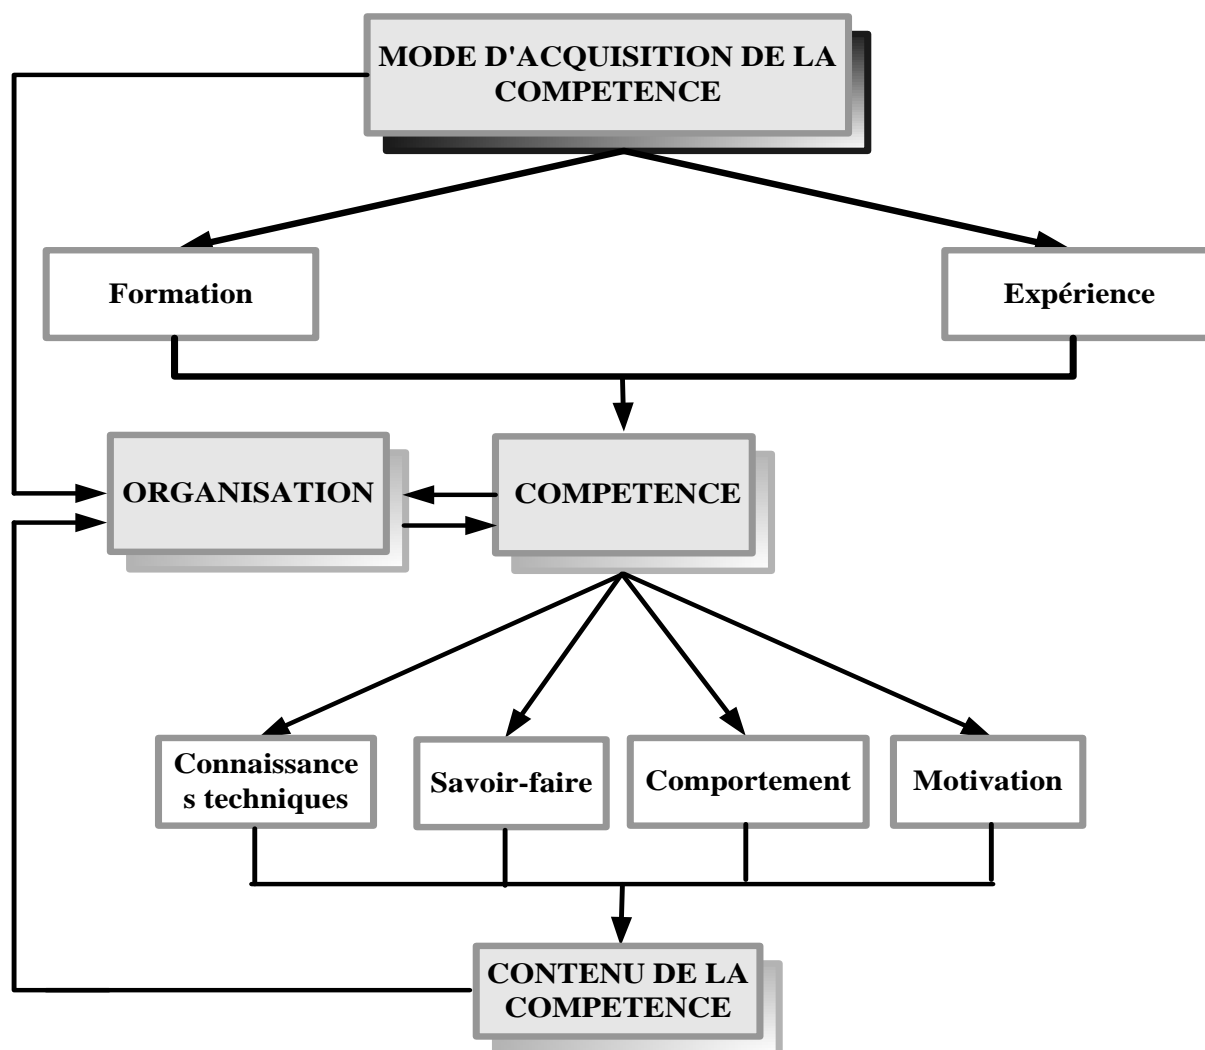 MODE D'ACQUISITION DE LA
COMPETENCE
Formation
Expérience
ORGANISATION
COMPETENCE
Connaissance
s techniques
Savoir-faire
Comportement
Motivation
CONTENU DE LA
COMPETENCE